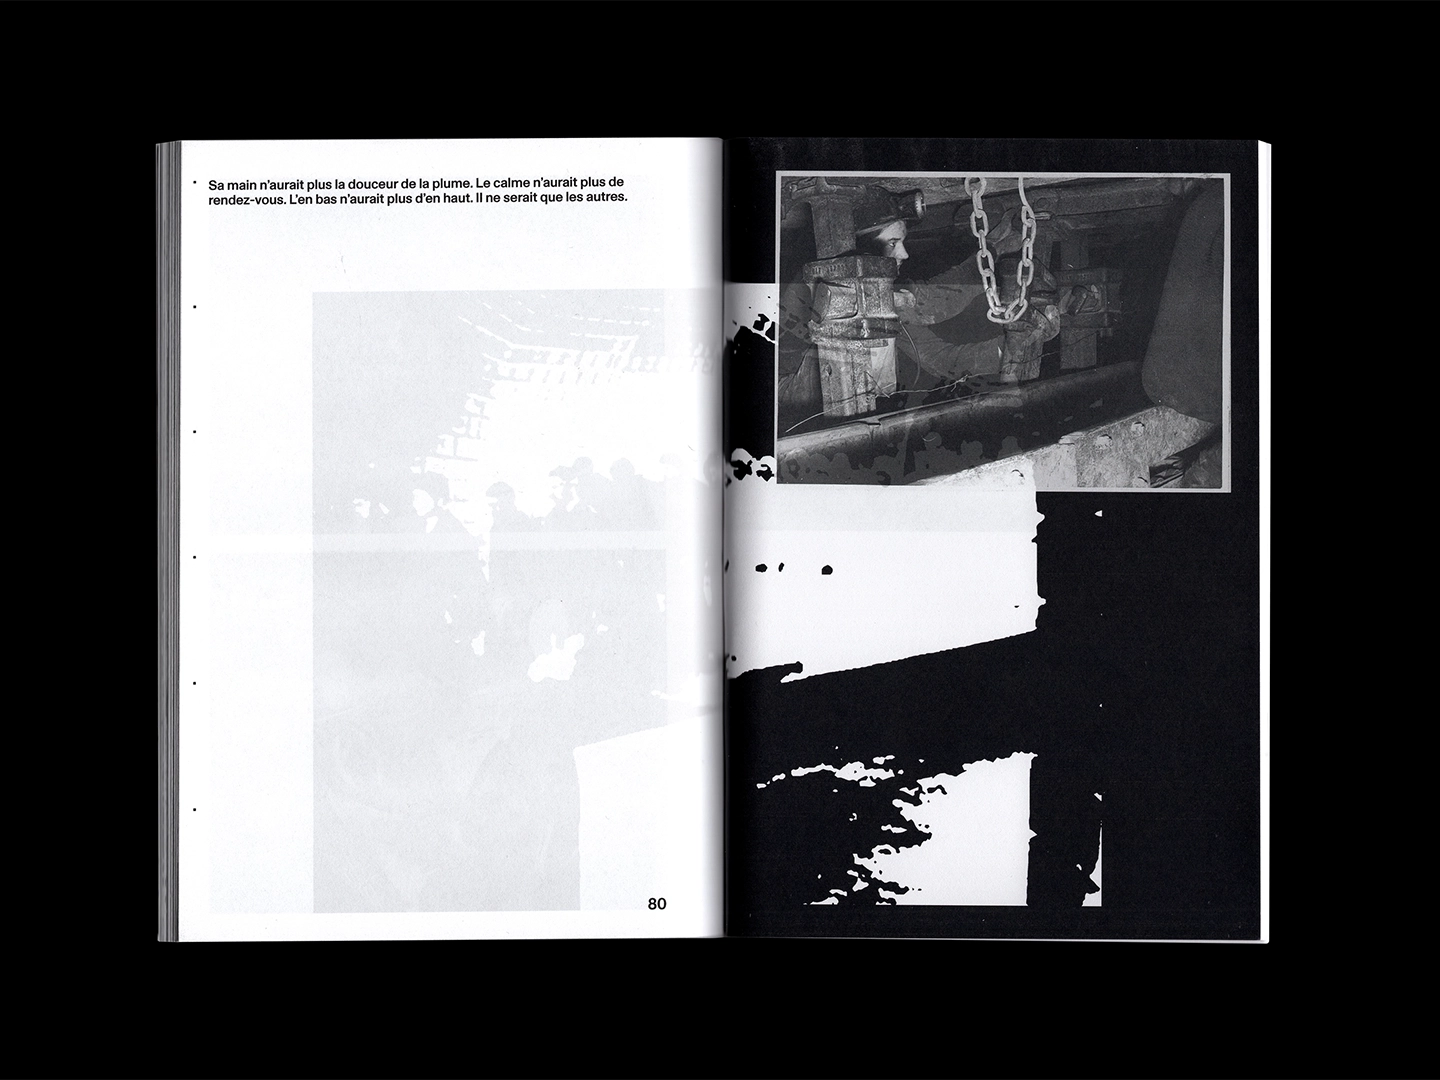 Sa main n’aurait plus la douceur de la plume. Le calme n’aurait plus de
rendez-vous. L’en bas n’aurait plus d’en haut. Il ne serait que les autres.
80